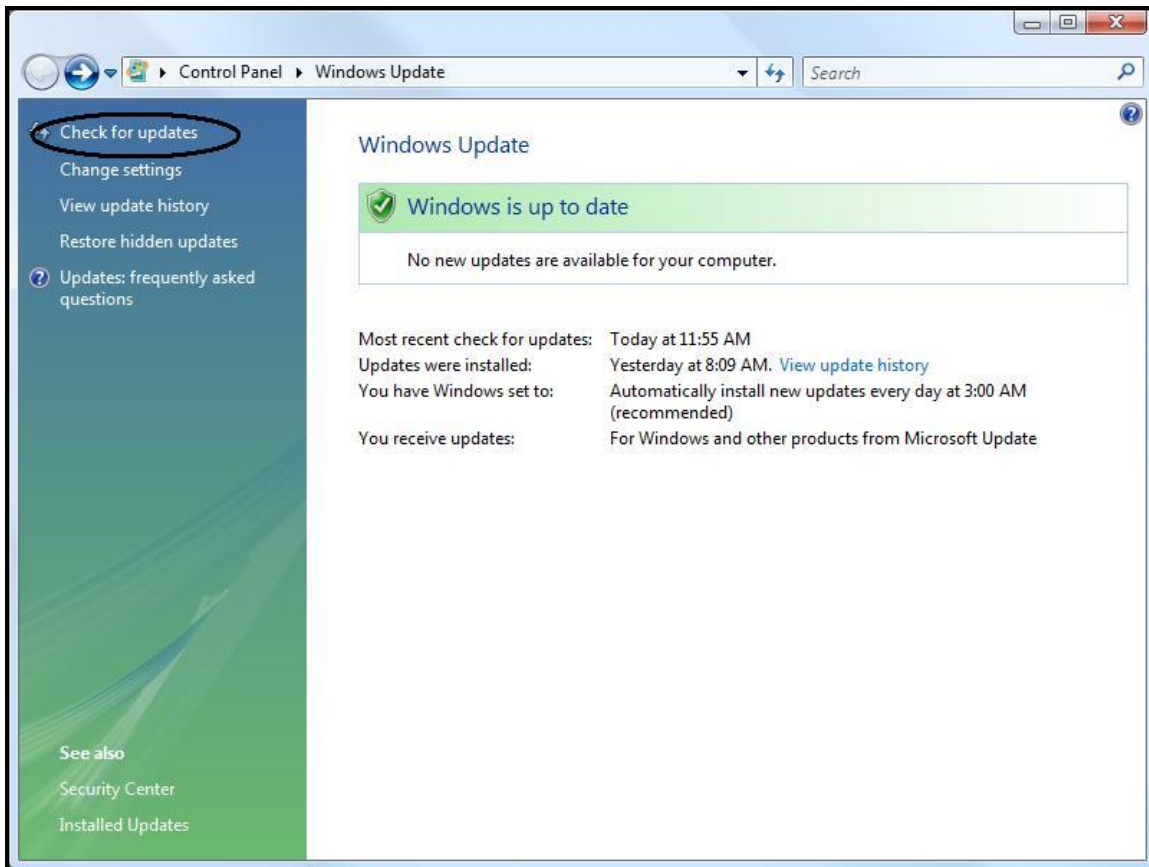 Control Panel Windows Update
Search
Check for updates
Change settings
View update history
Restore hidden updates
Updates: frequently asked
questions
See also
Security Center
Installed Updates
Windows Update
Windows is up to date
No new updates are available for your computer.
Most recent check for updates: Today at 11:55 AM
Updates were installed: Yesterday at 8:09 AM. View update history
You have Windows set to: Automatically install new updates every day at 3:00 AM
(recommended)
You receive updates: For Windows and other products from Microsoft Update